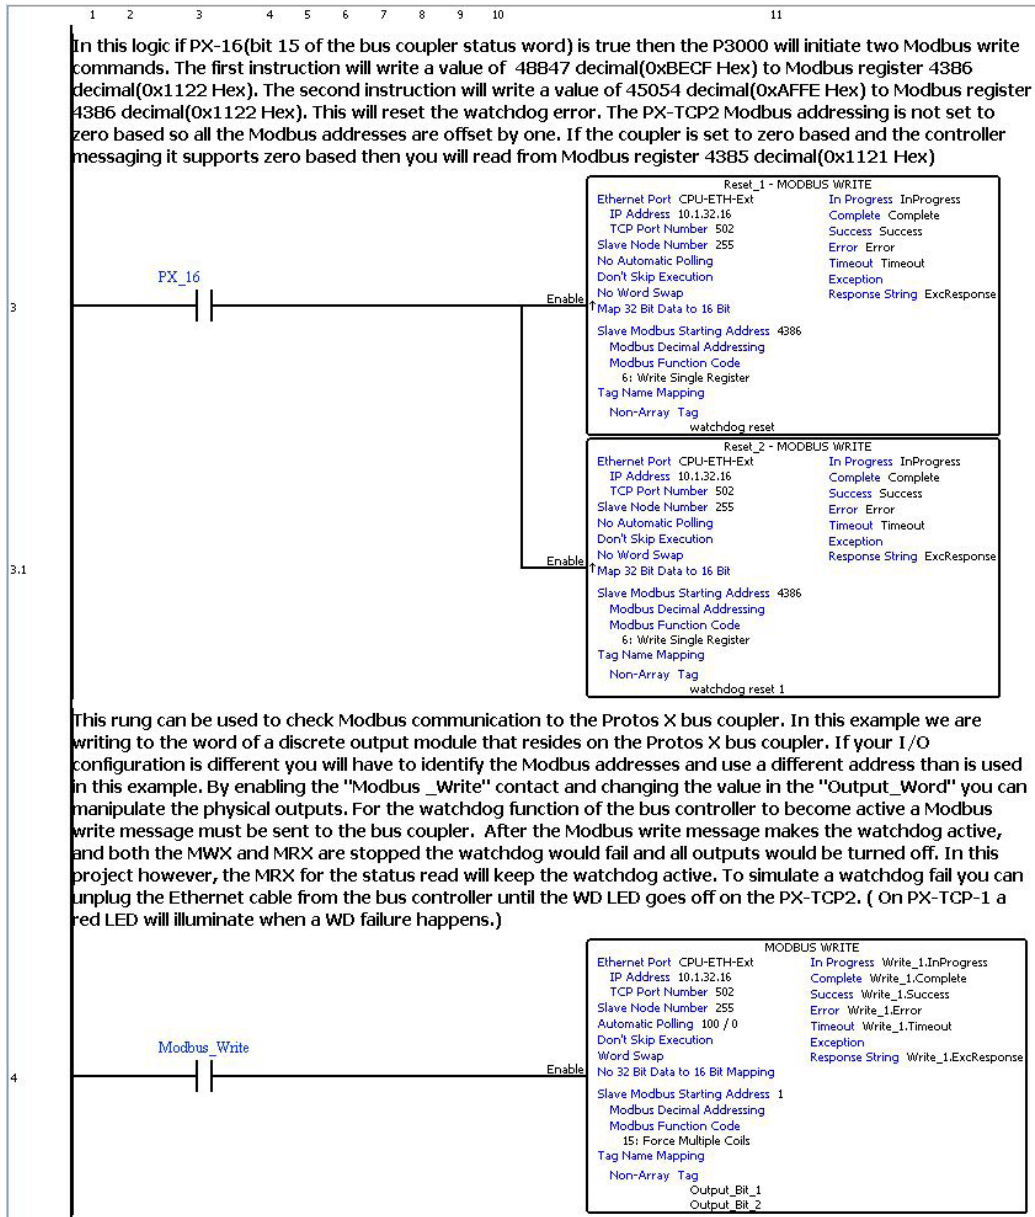 1 2 3 4 5 6 7 8 9 10 11
In this logic if PX-16(bit 15 of the bus coupler status word) is true then the P3000 will initiate two Modbus write
commands. The first instruction will write a value of 48847 decimal(0xBECF Hex) to Modbus register 4386
decimal(0x1122 Hex). The second instruction will write a value of 45054 decimal(0xAFFE Hex) to Modbus register
4386 decimal(0x1122 Hex). This will reset the watchdog error. The PX-TCP2 Modbus addressing is not set to
zero based so all the Modbus addresses are offset by one. If the coupler is set to zero based and the controller
messaging it supports zero based then you will read from Modbus register 4385 decimal(0x1121 Hex)
3
PX_16
Enable
Reset_1 - MODBUS WRITE
Ethernet Port CPU-ETH-Ext In Progress InProgress
IP Address 10.1.32.16 Complete Complete
TCP Port Number 502 Success Success
Slave Node Number 255 Error Error
No Automatic Polling Timeout Timeout
Don't Skip Execution Exception
No Word Swap Response String ExcResponse
Map 32 Bit Data to 16 Bit
Slave Modbus Starting Address 4386
Modbus Decimal Addressing
Modbus Function Code
6: Write Single Register
Tag Name Mapping
Non-Array Tag
watchdog reset
3.1
Enable
Reset_2 - MODBUS WRITE
Ethernet Port CPU-ETH-Ext In Progress InProgress
IP Address 10.1.32.16 Complete Complete
TCP Port Number 502 Success Success
Slave Node Number 255 Error Error
No Automatic Polling Timeout Timeout
Don't Skip Execution Exception
No Word Swap Response String ExcResponse
Map 32 Bit Data to 16 Bit
Slave Modbus Starting Address 4386
Modbus Decimal Addressing
Modbus Function Code
6: Write Single Register
Tag Name Mapping
Non-Array Tag
watchdog reset 1
This rung can be used to check Modbus communication to the Protos X bus coupler. In this example we are
writing to the word of a discrete output module that resides on the Protos X bus coupler. If your I/O
configuration is different you will have to identify the Modbus addresses and use a different address than is used
in this example. By enabling the "Modbus _Write" contact and changing the value in the "Output_Word" you can
manipulate the physical outputs. For the watchdog function of the bus controller to become active a Modbus
write message must be sent to the bus coupler. After the Modbus write message makes the watchdog active,
and both the MWX and MRX are stopped the watchdog would fail and all outputs would be turned off. In this
project however, the MRX for the status read will keep the watchdog active. To simulate a watchdog fail you can
unplug the Ethernet cable from the bus controller until the WD LED goes off on the PX-TCP2. ( On PX-TCP-1 a
red LED will illuminate when a WD failure happens.)
4
Modbus_Write
Enable
MODBUS WRITE
Ethernet Port CPU-ETH-Ext In Progress Write_1.InProgress
IP Address 10.1.32.16 Complete Write_1.Complete
TCP Port Number 502 Success Write_1.Success
Slave Node Number 255 Error Write_1.Error
Automatic Polling 100 / 0 Timeout Write_1.Timeout
Don't Skip Execution Exception
Word Swap Response String Write_1.ExcResponse
No 32 Bit Data to 16 Bit Mapping
Slave Modbus Starting Address 1
Modbus Decimal Addressing
Modbus Function Code
15: Force Multiple Coils
Tag Name Mapping
Non-Array Tag
Output_Bit_1
Output_Bit_2